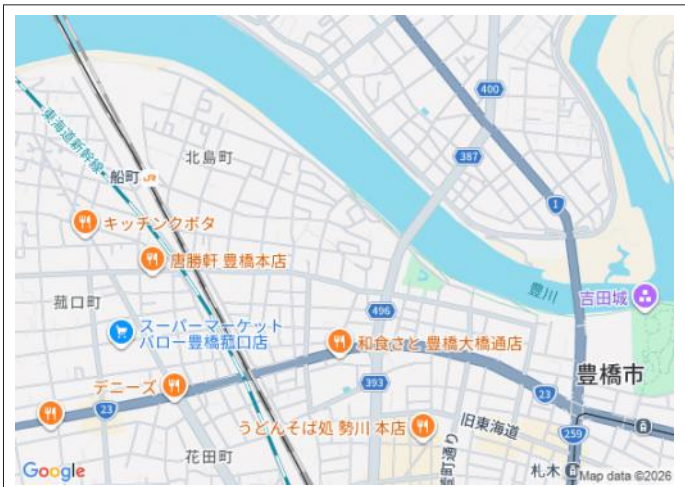 400
東海道新幹線
北島町
387
船町
JR
1
キッチンクボタ
唐勝軒 豊橋本店
豊川
吉田城
菰口町
496
スーパーマーケット
バロー豊橋菰口店
和食さと 豊橋大橋通店
豊橋市
デニーズ
393
23
23
うどんそば処 勢川 本店
旧東海道
259
花田町
札木
Google
Map data ©2026